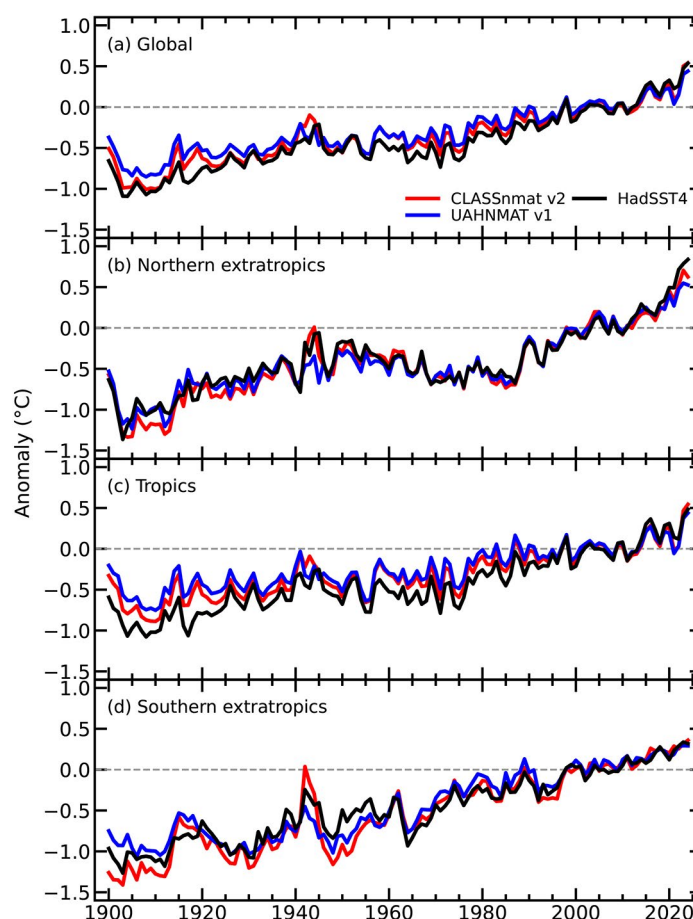 1.0
(a) Global
0.5
0.0
−0.5
−1.0
CLASSnmat v2
HadSST4
UAHNMAT v1
−1.5
1.0
(b) Northern extratropics
0.5
0.0
−0.5
−1.0
−1.5
Anomaly (°C)
1.0
(c) Tropics
0.5
0.0
−0.5
−1.0
−1.5
1.0
(d) Southern extratropics
0.5
0.0
−0.5
−1.0
−1.5
1900 1920 1940 1960 1980 2000 2020